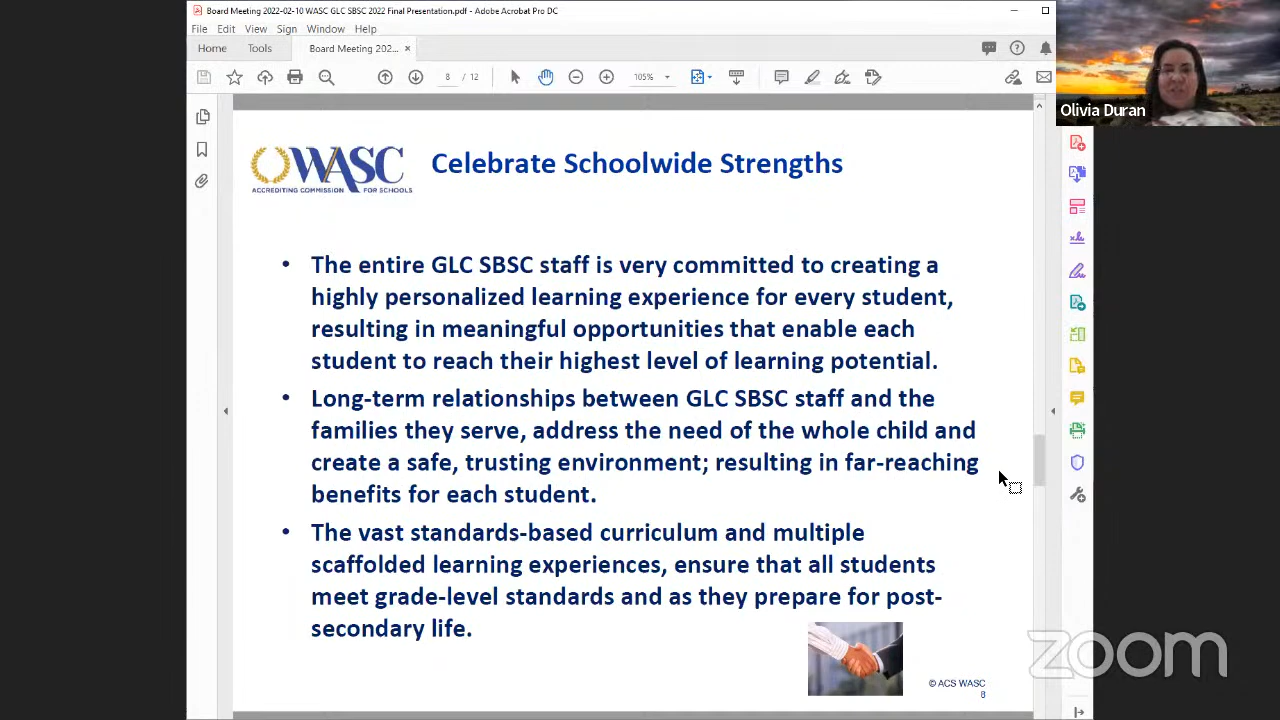 Board Meeting 2022-02-10 WASC GLC SBSC 2022 Final Presentation.pdf - Adobe Acrobat Pro DC
File Edit View Sign Window Help
Home Tools Board Meeting 202... ×
8 / 12 105%
Olivia Duran
WASC
ACCREDITING COMMISSION FOR SCHOOLS
Celebrate Schoolwide Strengths
• The entire GLC SBSC staff is very committed to creating a
highly personalized learning experience for every student,
resulting in meaningful opportunities that enable each
student to reach their highest level of learning potential.
• Long-term relationships between GLC SBSC staff and the
families they serve, address the need of the whole child and
create a safe, trusting environment; resulting in far-reaching
benefits for each student.
• The vast standards-based curriculum and multiple
scaffolded learning experiences, ensure that all students
meet grade-level standards and as they prepare for post-
secondary life.
© ACS WASC
8
zoom